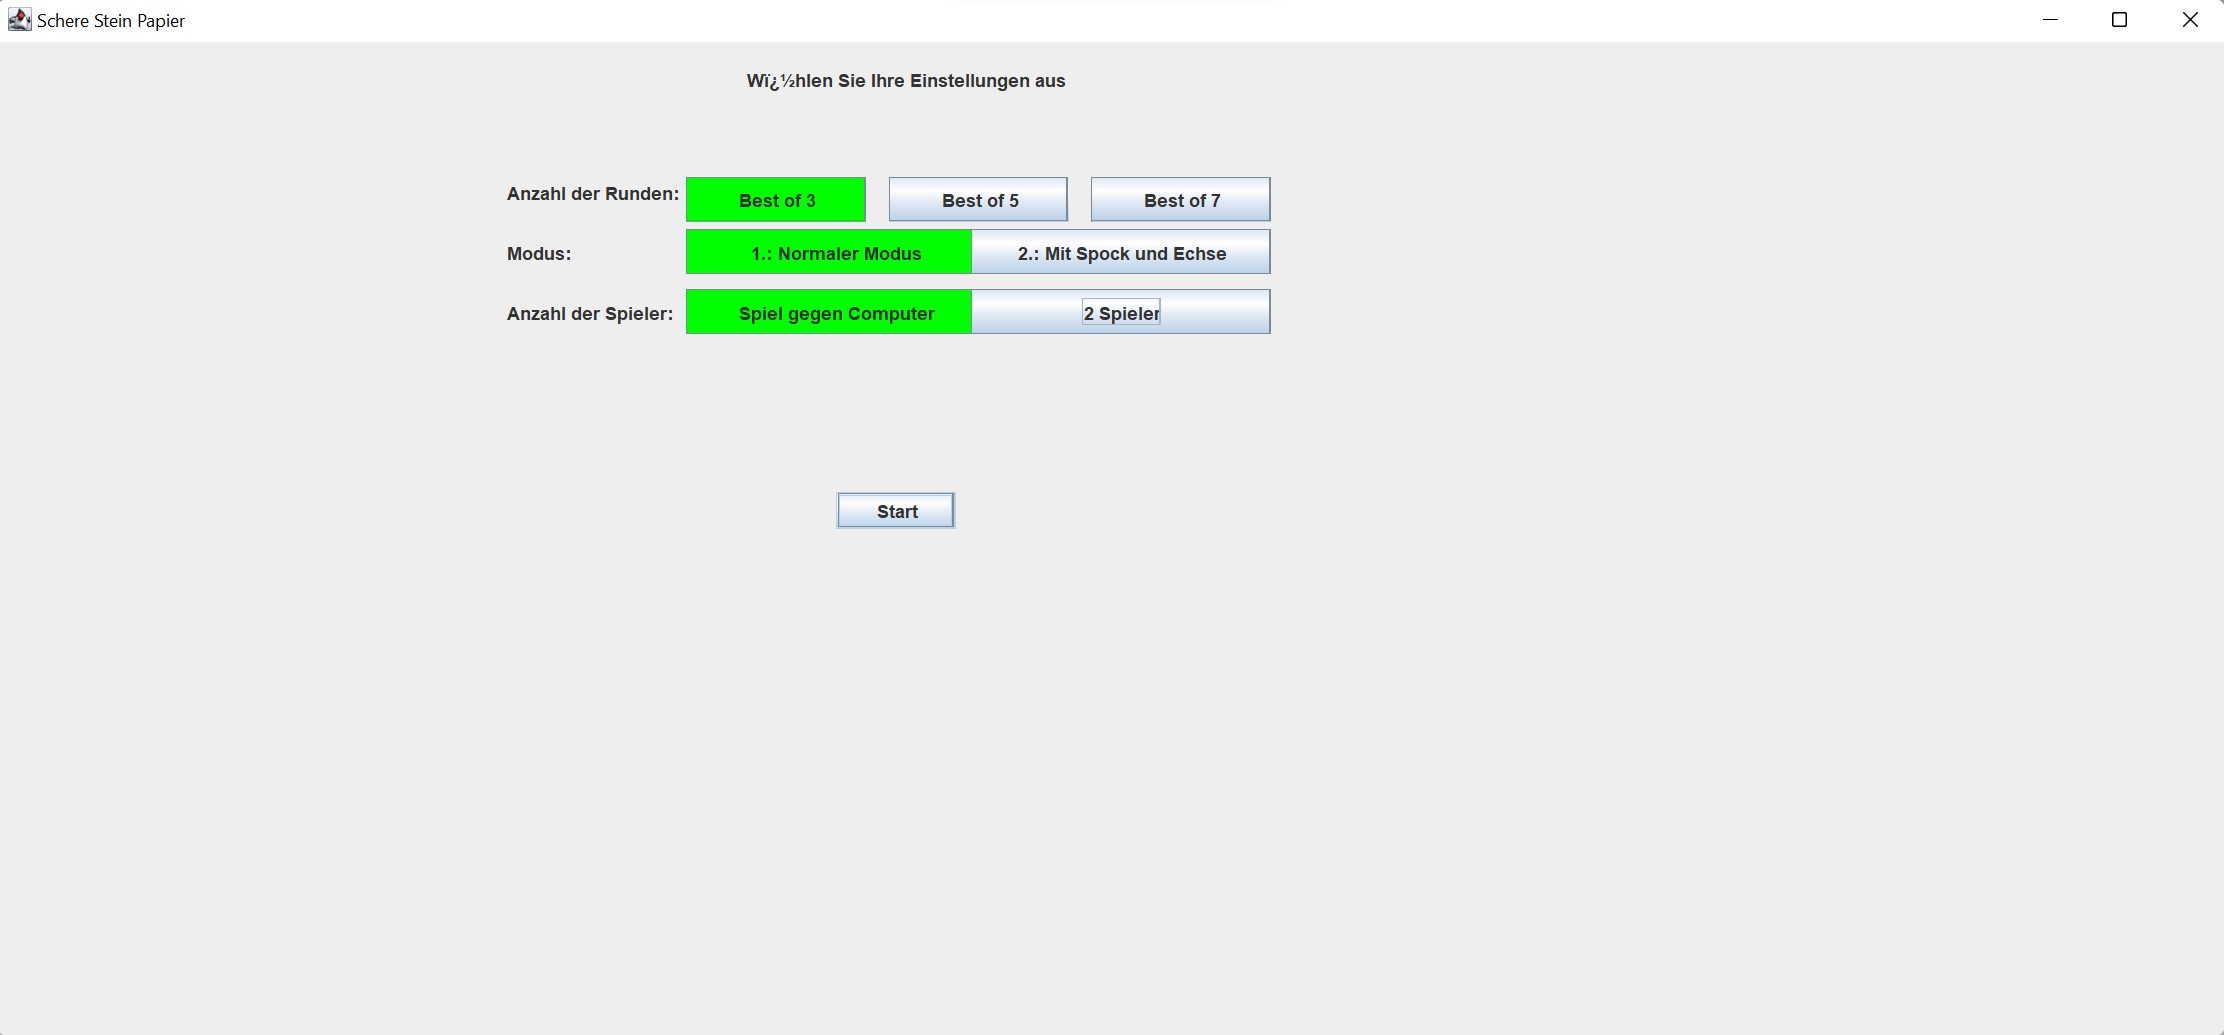 Schere Stein Papier
Wï¿½hlen Sie Ihre Einstellungen aus
Anzahl der Runden: Best of 3 Best of 5 Best of 7
Modus: 1.: Normaler Modus 2.: Mit Spock und Echse
Anzahl der Spieler: Spiel gegen Computer 2 Spieler
Start